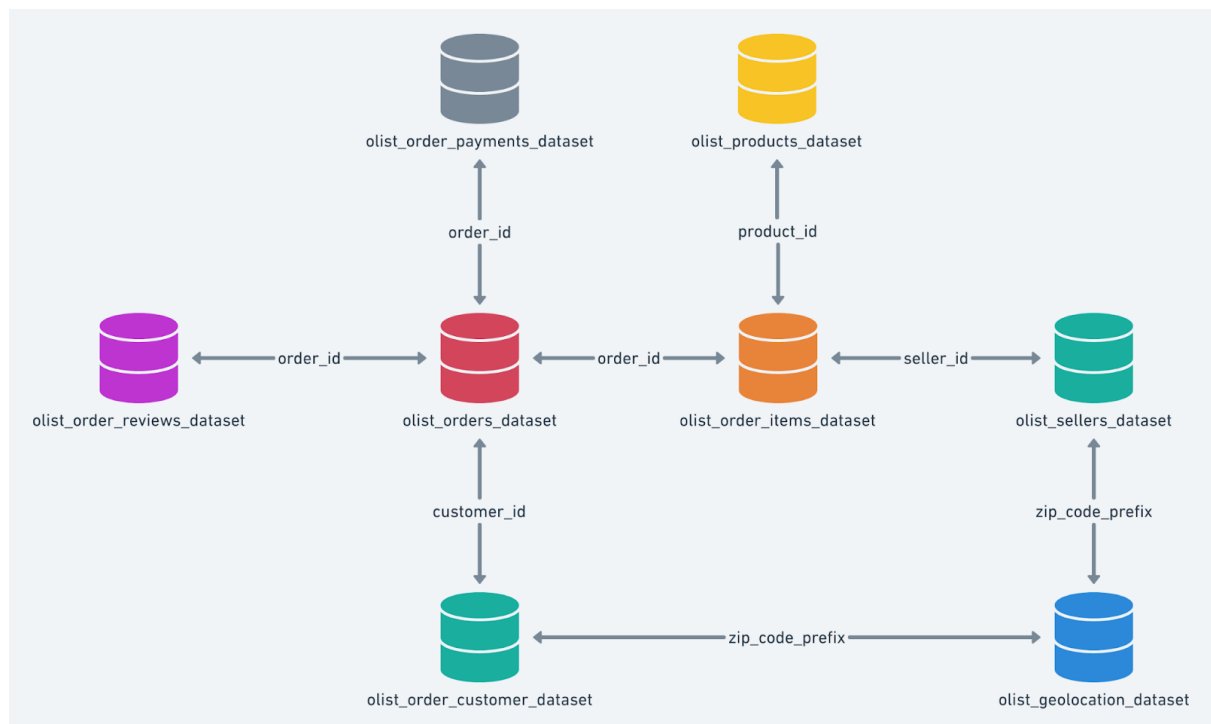 olist_order_payments_dataset
olist_products_dataset
order_id
product_id
order_id
order_id
seller_id
olist_order_reviews_dataset
olist_orders_dataset
olist_order_items_dataset
olist_sellers_dataset
customer_id
zip_code_prefix
zip_code_prefix
olist_order_customer_dataset
olist_geolocation_dataset